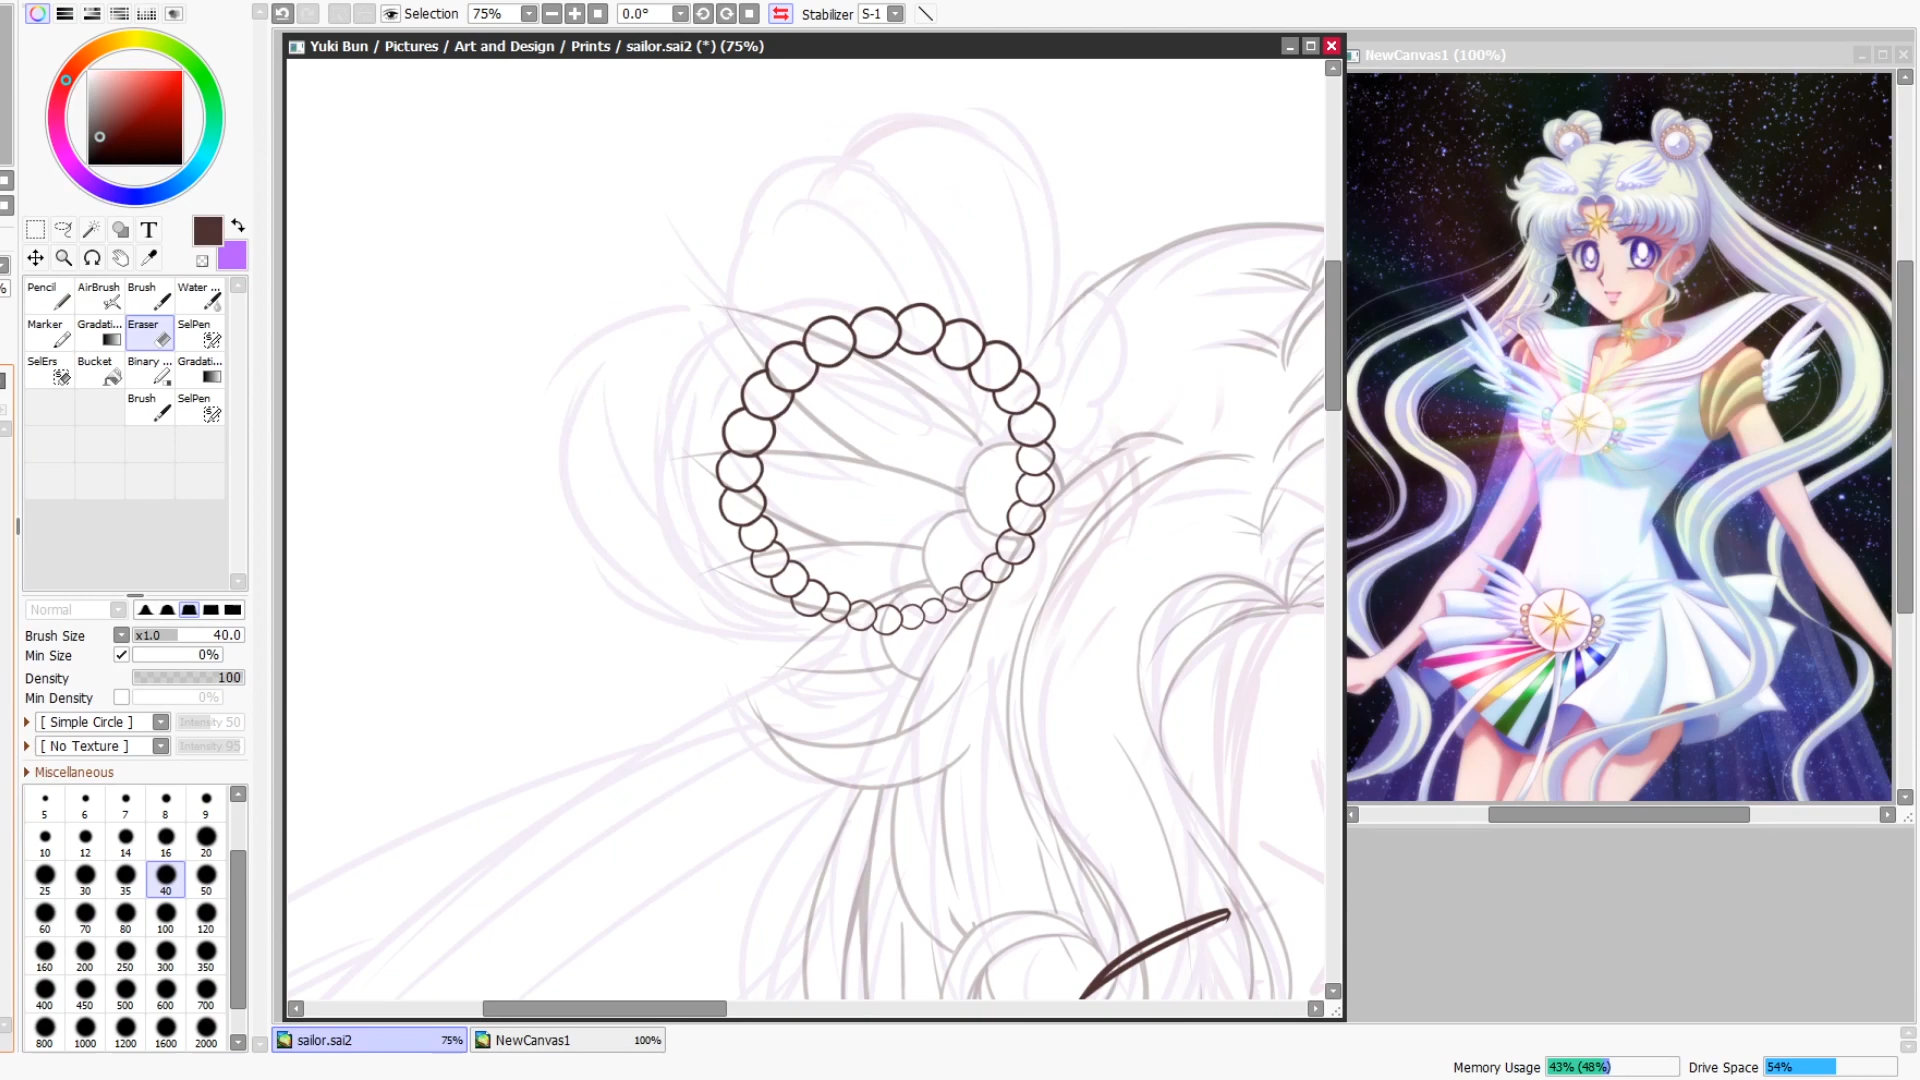 Selection 75% 0.0° Stabilizer S-1
Yuki Bun / Pictures / Art and Design / Prints / sailor.sai2 (*) (75%)
NewCanvas1 (100%)
T
%
Pencil AirBrush Brush Water ...
Marker Gradati... Eraser SelPen
SelErs Bucket Binary ... Gradati...
Brush SelPen
Normal
Brush Size x1.0 40.0
Min Size 0%
Density 100
Min Density 0%
[ Simple Circle ] Intensity 50
[ No Texture ] Intensity 95
Miscellaneous
5 6 7 8 9
10 12 14 16 20
25 30 35 40 50
60 70 80 100 120
160 200 250 300 350
400 450 500 600 700
800 1000 1200 1600 2000
sailor.sai2 75% NewCanvas1 100%
Memory Usage 43% (48%) Drive Space 54%